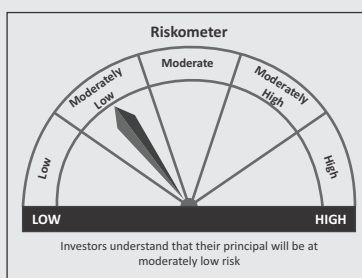 Riskometer
Low
Moderately
Low
Moderate
Moderately
High
High
LOW
HIGH
Investors understand that their principal will be at
moderately low risk